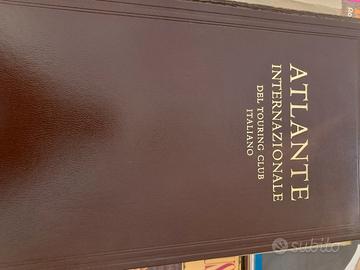 ATLANTE
INTERNAZIONALE
DEL TOURING CLUB
ITALIANO
subito